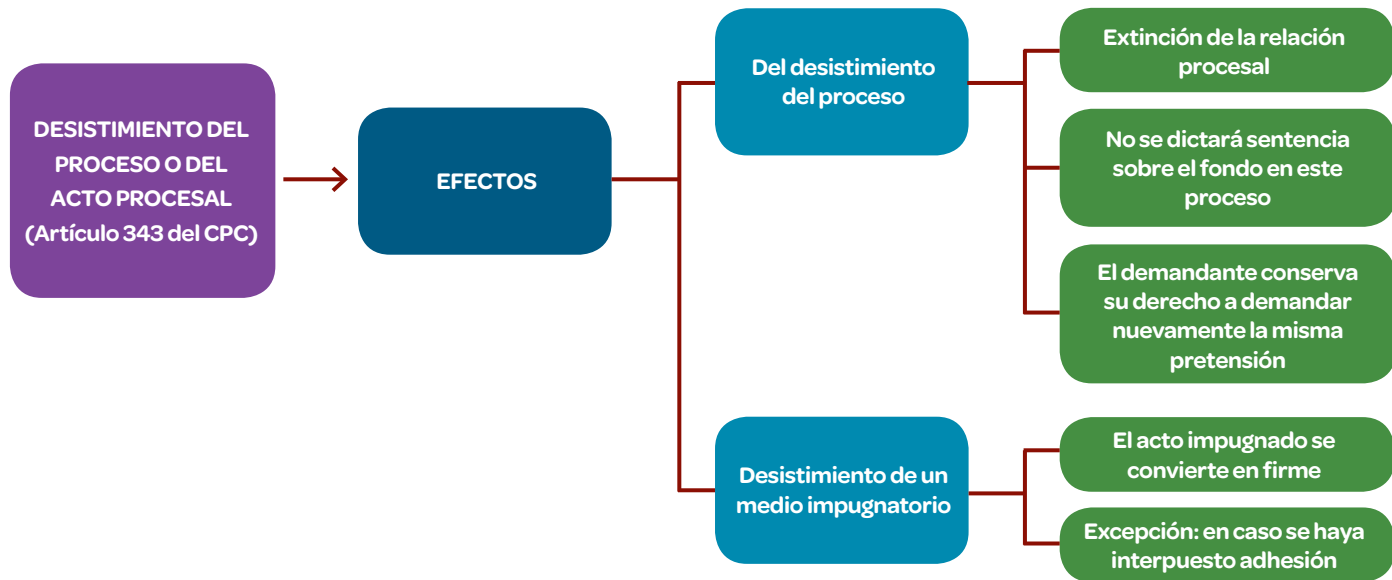 DESISTIMIENTO DEL
PROCESO O DEL
ACTO PROCESAL
(Artículo 343 del CPC)
EFECTOS
Del desistimiento
del proceso
Extinción de la relación
procesal
No se dictará sentencia
sobre el fondo en este
proceso
El demandante conserva
su derecho a demandar
nuevamente la misma
pretensión
Desistimiento de un
medio impugnatorio
El acto impugnado se
convierte en firme
Excepción: en caso se haya
interpuesto adhesión